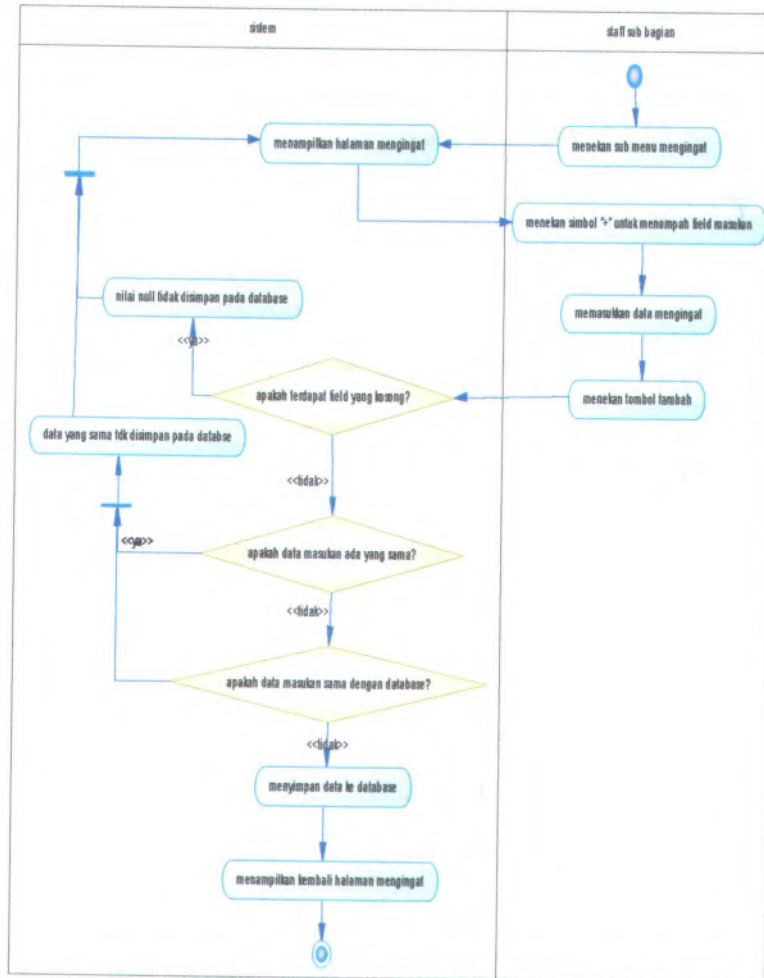 sistem
staff sub bagian
menampilkan halaman mengingat
menekan sub menu mengingat
menekan simbol "+" untuk menampah field masukan
nilai null tidak disimpan pada database
memasukkan data mengingat
<<ya>>
apakah terdapat field yang kosong?
menekan tombol tambah
data yang sama tdk disimpan pada databse
<<tidak>>
<<ya>>
apakah data masukan ada yang sama?
<<tidak>>
apakah data masukan sama dengan database?
<<tidak>>
menyimpan data ke database
menampilkan kembali halaman mengingat